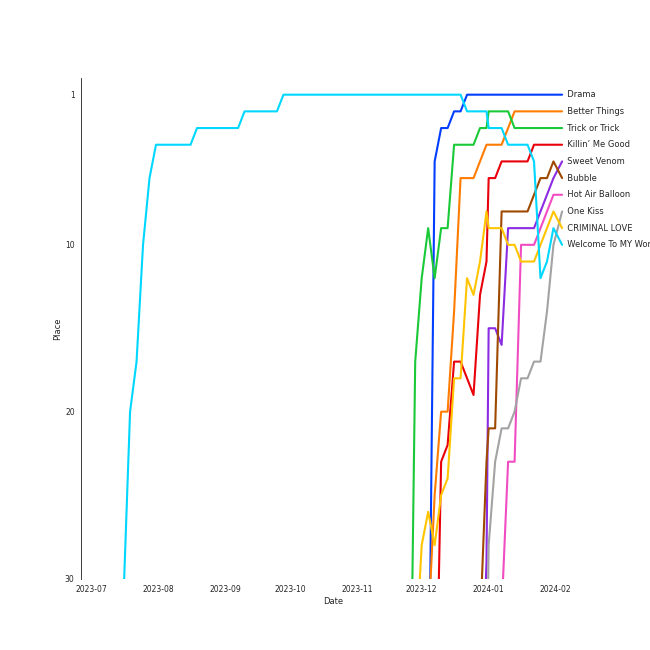 1
Drama
Better Things
Trick or Trick
Killin' Me Good
Sweet Venom
Bubble
Hot Air Balloon
One Kiss
CRIMINAL LOVE
10
Welcome To MY Wor
Place
20
30
2023-07
2023-08
2023-09
2023-10
2023-11
2023-12
2024-01
2024-02
Date